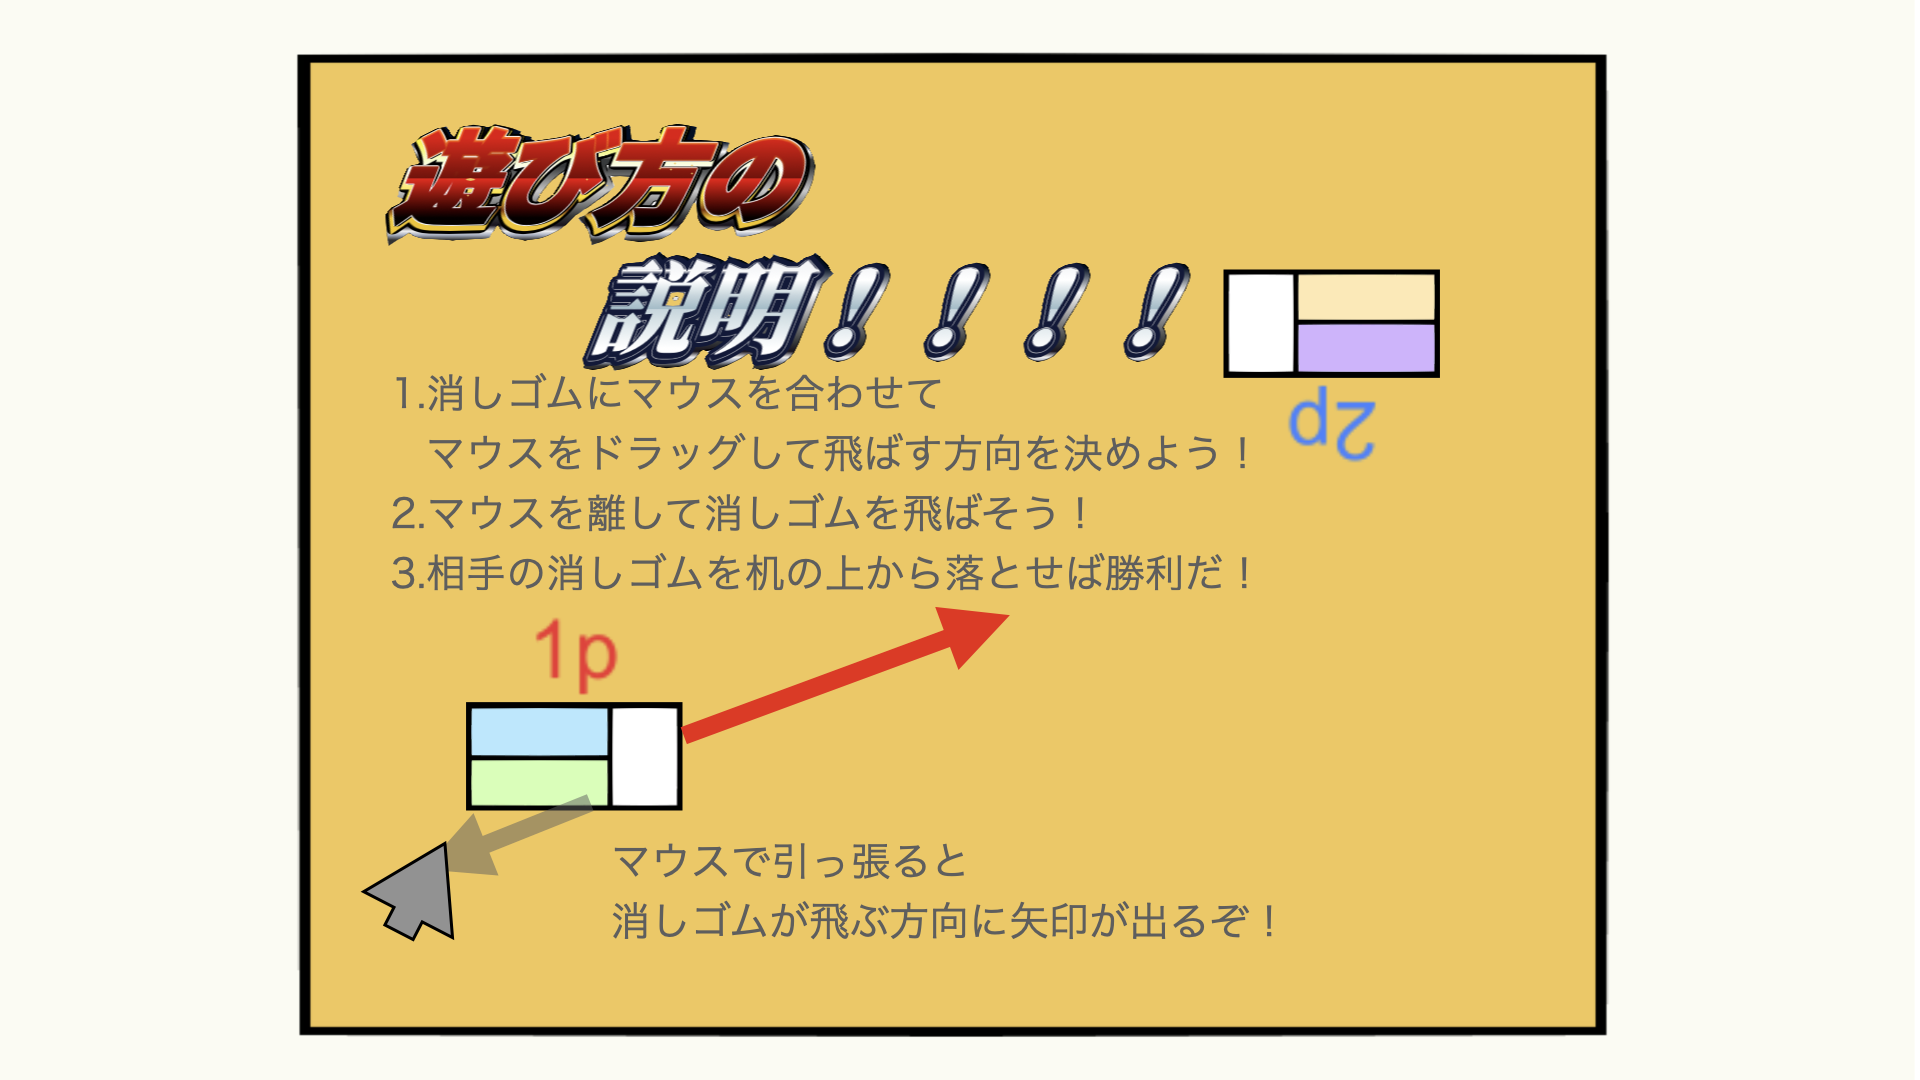 遊び方の
説明！！！！
1.消しゴムにマウスを合わせて
マウスをドラッグして飛ばす方向を決めよう！
2p
2.マウスを離して消しゴムを飛ばそう！
3.相手の消しゴムを机の上から落とせば勝利だ！
1p
マウスで引っ張ると
消しゴムが飛ぶ方向に矢印が出るぞ！